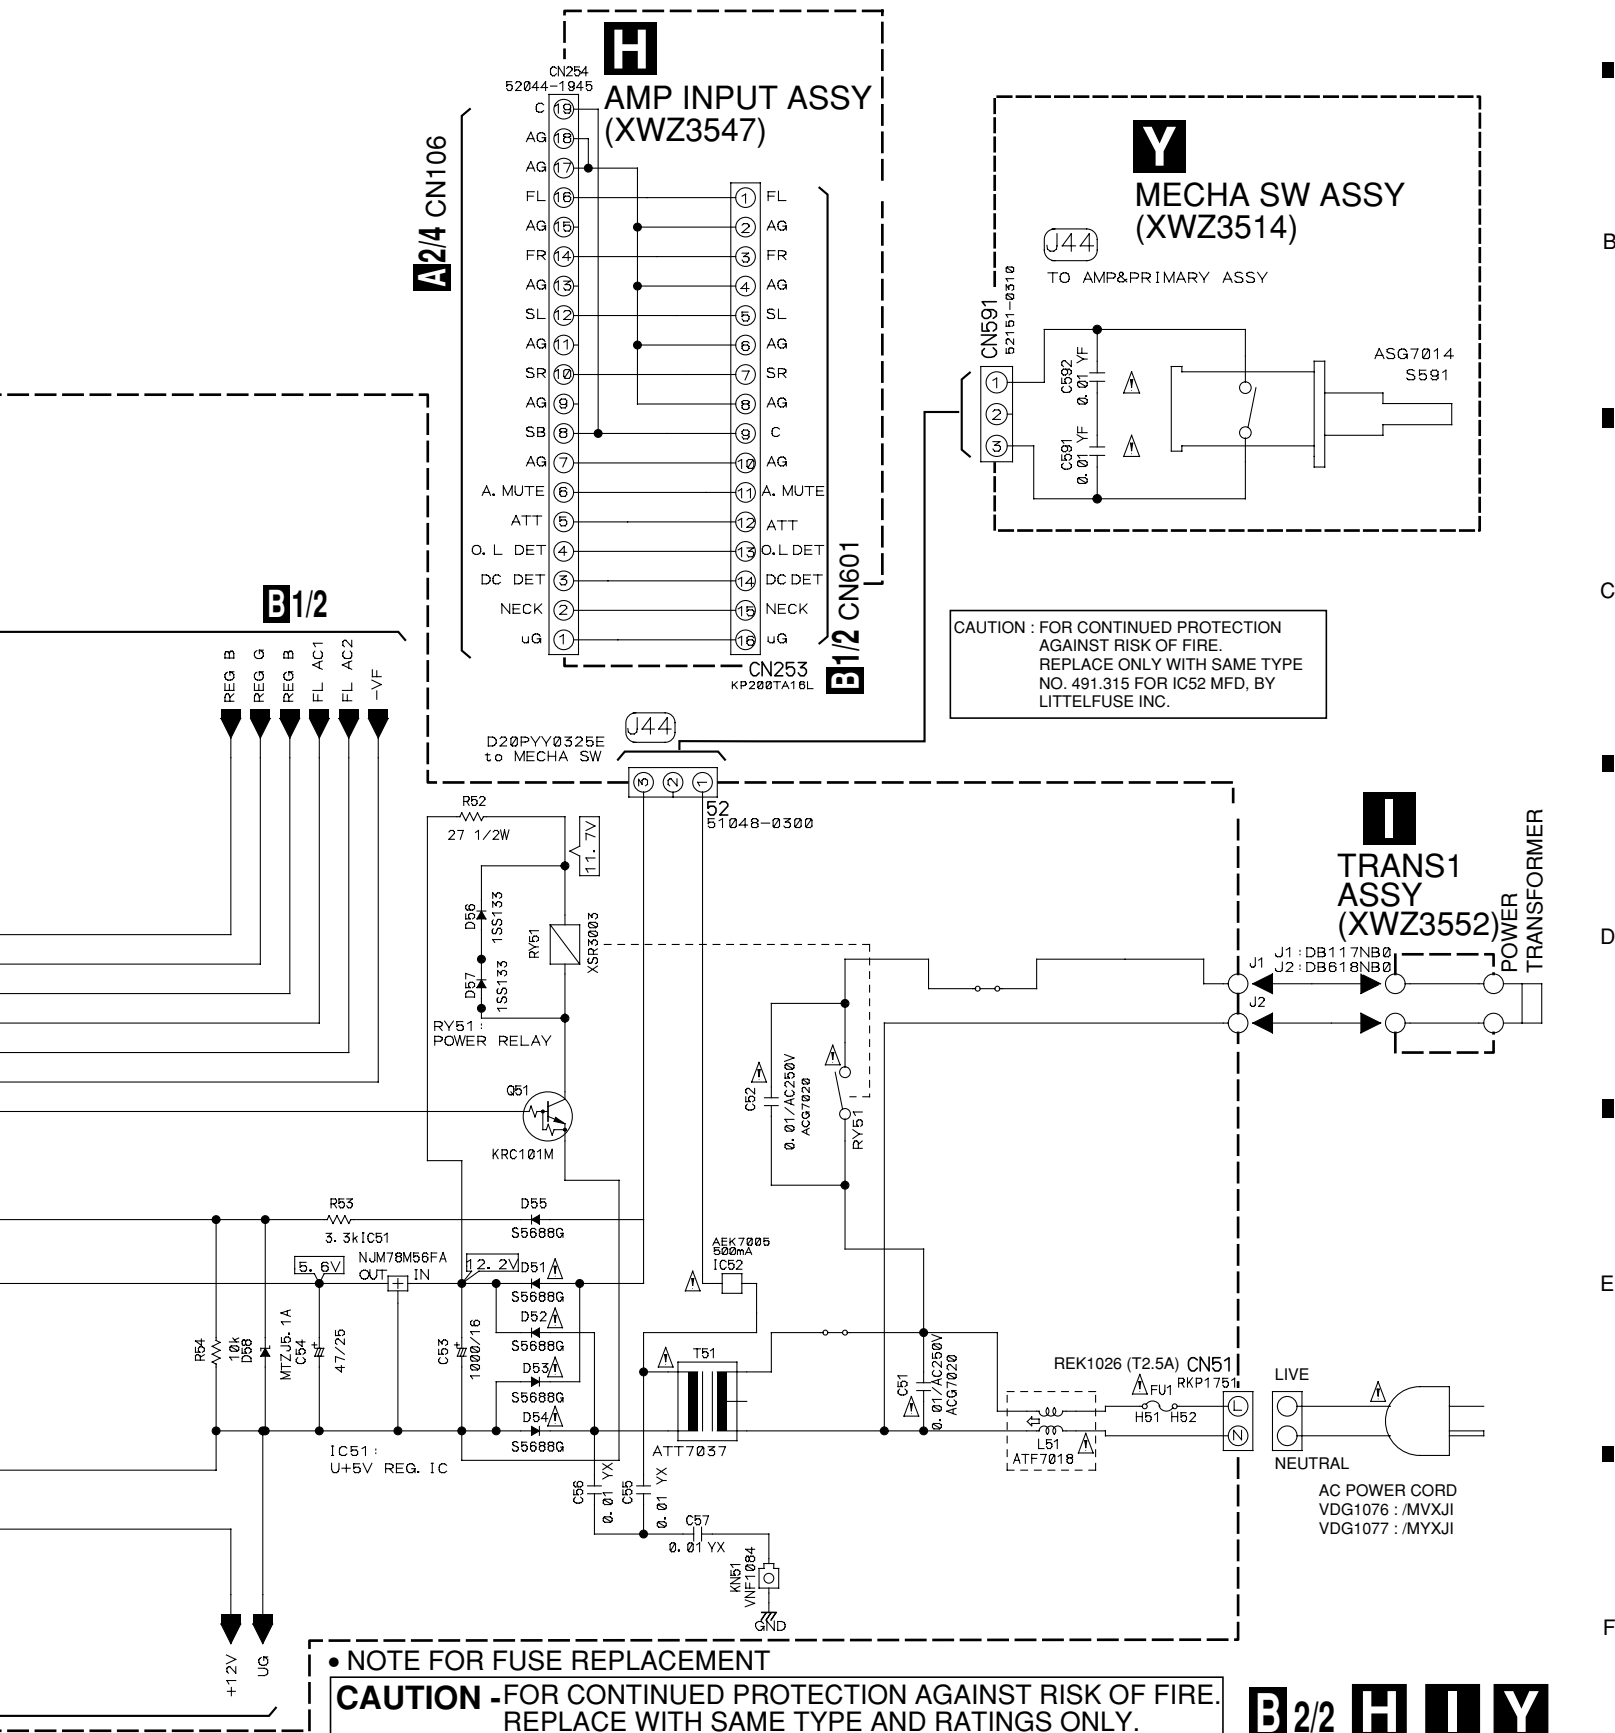 H
CN254
52044-1945
AMP INPUT ASSY
(XWZ3547)
A 2/4 CN106
C 19
AG 18
AG 17
FL 16
AG 15
FR 14
AG 13
SL 12
AG 11
SR 10
AG 9
SB 8
AG 7
A. MUTE 6
ATT 5
O. L DET 4
DC DET 3
NECK 2
uG 1
1 FL
2 AG
3 FR
4 AG
5 SL
6 AG
7 SR
8 AG
9 C
10 AG
11 A. MUTE
12 ATT
13 O.L DET
14 DC DET
15 NECK
16 uG
CN253
KP200TA16L
B 1/2 CN601
Y
MECHA SW ASSY
(XWZ3514)
J44
TO AMP&PRIMARY ASSY
CN591
52151-0310
1
2
3
C592
0.01 YF
C591
0.01 YF
ASG7014
S591
B
C
D
E
F
CAUTION : FOR CONTINUED PROTECTION
AGAINST RISK OF FIRE.
REPLACE ONLY WITH SAME TYPE
NO. 491.315 FOR IC52 MFD, BY
LITTELFUSE INC.
B 1/2
REG B
REG G
REG B
FL AC1
FL AC2
-VF
J44
D20PYY0325E
to MECHA SW
3 2 1
52
51048-0300
R52
27 1/2W
11.7V
D56
1SS133
D57
1SS133
RY51
XSR3003
RY51:
POWER RELAY
Q51
KRC101M
C52
0.01/AC250V
ACG7020
RY51
I
TRANS1
ASSY
(XWZ3552)
POWER
TRANSFORMER
J1
J1:DB117NB0
J2:DB618NB0
J2
R53
3.3k
D55
S5688G
IC51
NJM78M56FA
OUT
IN
5.6V
12.2V
D51
S5688G
D52
S5688G
D53
S5688G
D54
S5688G
R54
10k
D58
MTZJ5.1A
C54
47/25
C53
1000/16
IC51:
U+5V REG. IC
AEK7005
500mA
IC52
T51
ATT7037
C51
0.01/AC250V
ACG7020
REK1026 (T2.5A)
CN51
RKP1751
FU1
H51 H52
L
N
L51
ATF7018
LIVE
NEUTRAL
AC POWER CORD
VDG1076 : /MVXJI
VDG1077 : /MYXJI
C56
0.01 YX
C55
0.01 YX
C57
0.01 YX
KN51
VNF1084
GND
+12V
UG
• NOTE FOR FUSE REPLACEMENT
CAUTION - FOR CONTINUED PROTECTION AGAINST RISK OF FIRE.
REPLACE WITH SAME TYPE AND RATINGS ONLY.
B 2/2 H I Y